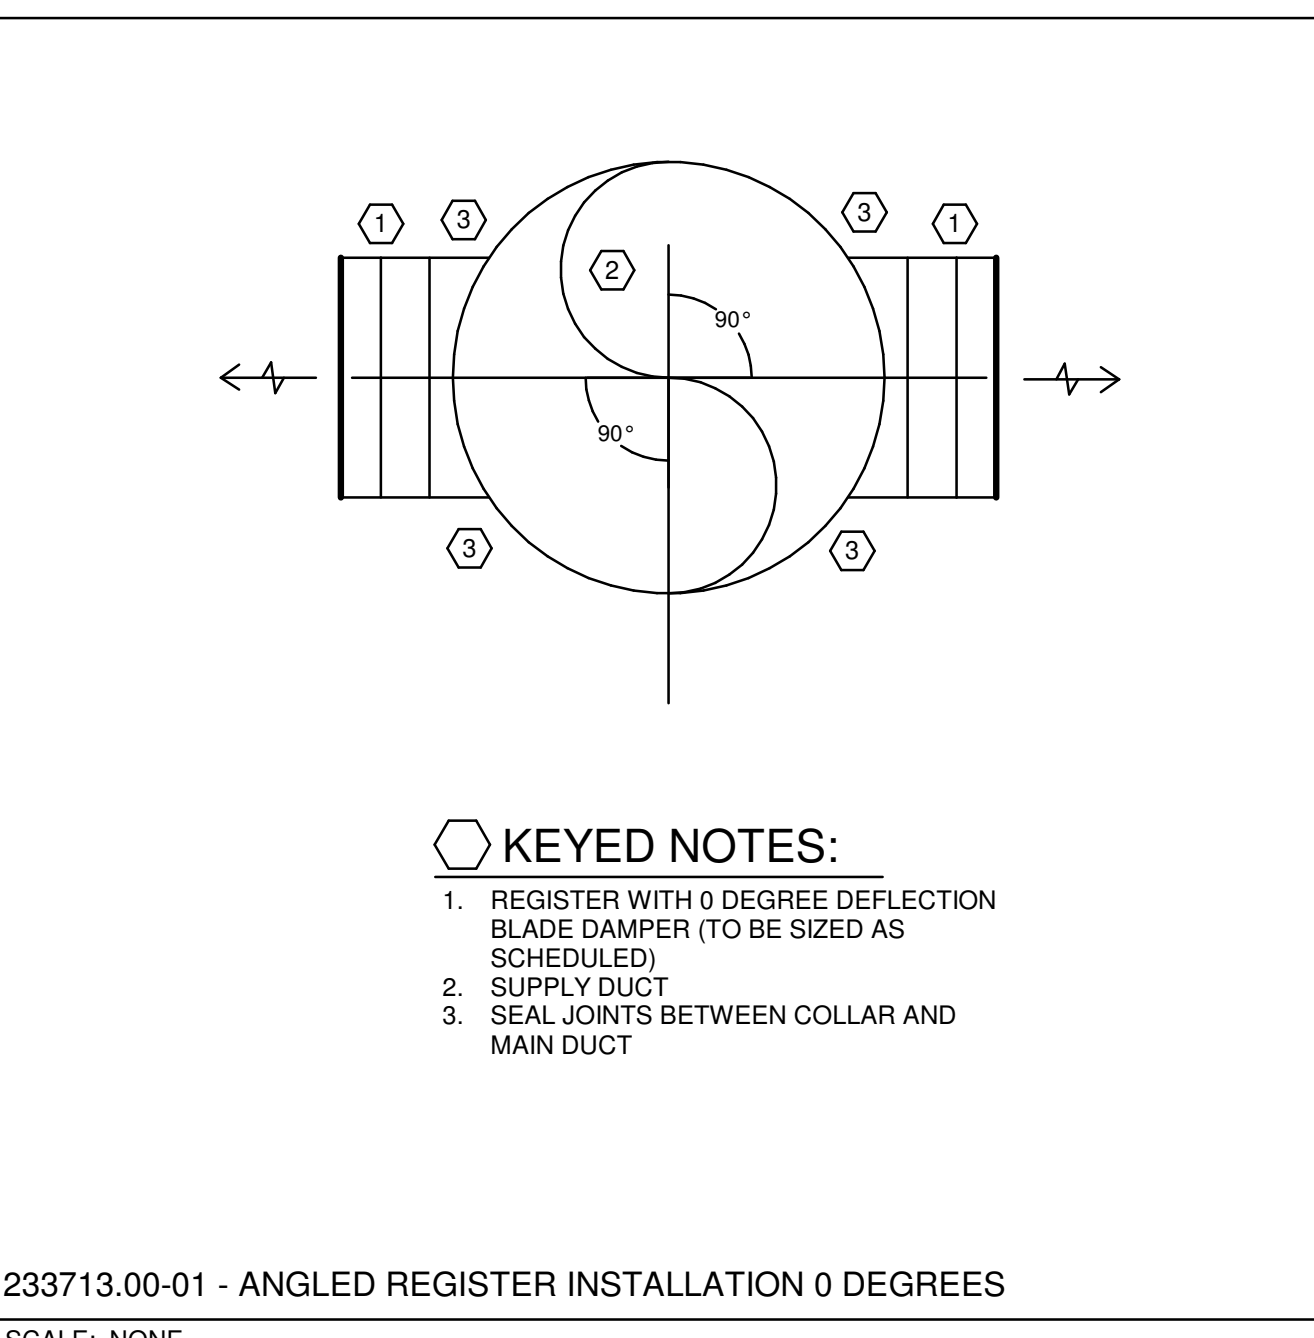 1
3
3
1
2
90°
90°
3
3
KEYED NOTES:
1. REGISTER WITH 0 DEGREE DEFLECTION
BLADE DAMPER (TO BE SIZED AS
SCHEDULED)
2. SUPPLY DUCT
3. SEAL JOINTS BETWEEN COLLAR AND
MAIN DUCT
233713.00-01 - ANGLED REGISTER INSTALLATION 0 DEGREES
SCALE: NONE